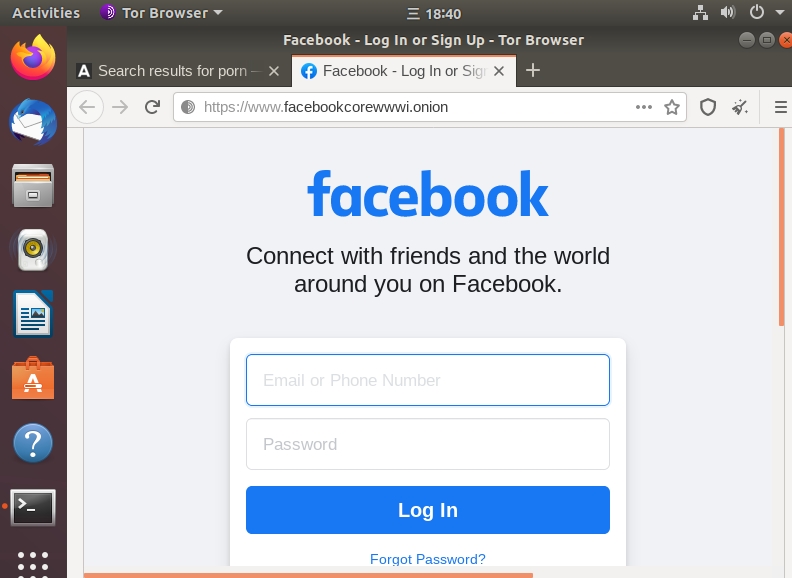 Activities
Tor Browser
三 18:40
Facebook - Log In or Sign Up - Tor Browser
Search results for porn –
Facebook - Log In or Sig
https://www.facebookcorewwwi.onion
facebook
Connect with friends and the world
around you on Facebook.
Email or Phone Number
Password
Log In
Forgot Password?